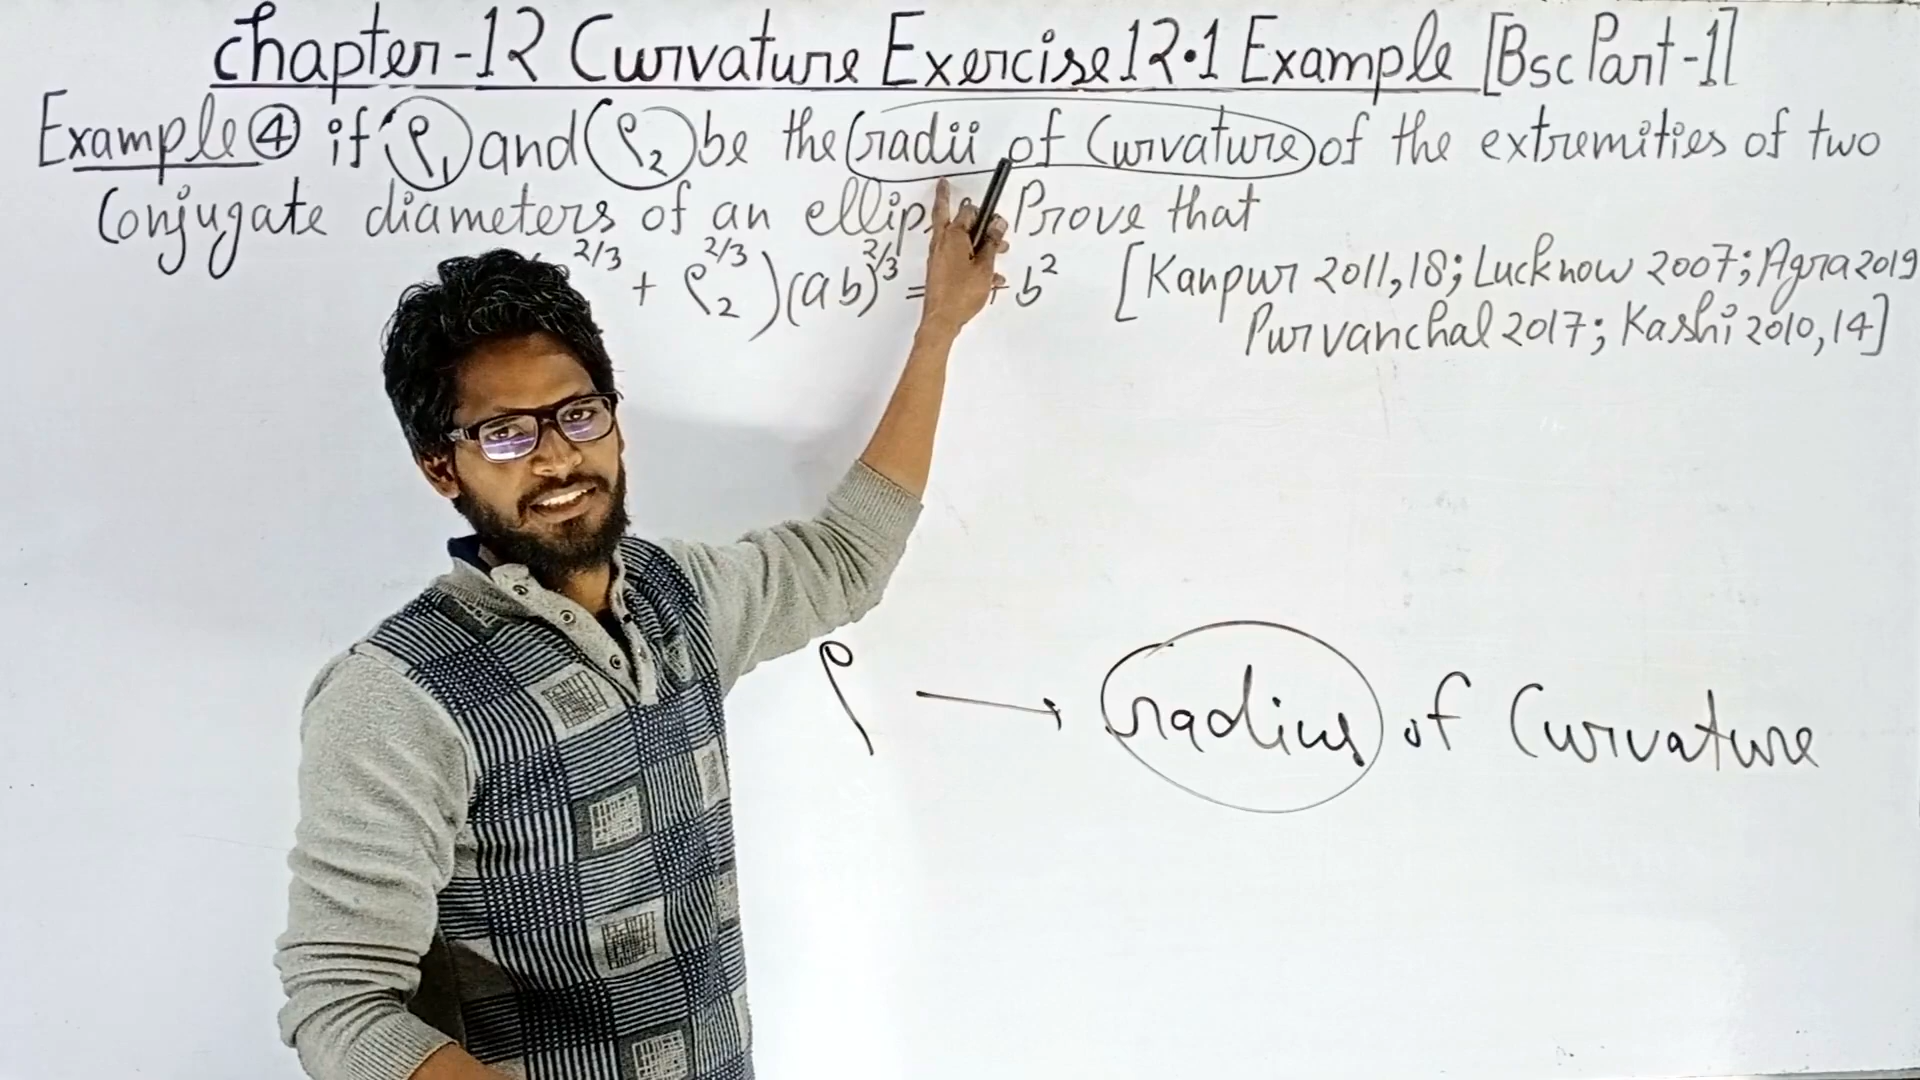 Chapter-12 Curvature Exercise 12.1 Example [Bsc Part-1]
Example ④ if ρ₁ and ρ₂ be the radii of Curvature of the extremities of two
Conjugate diameters of an Prove that
2/3 + ρ₂^2/3)(ab)^2/3 = + b² [Kanpur 2011,18; Lucknow 2007; Agra 2019
Purvanchal 2017; Kashi 2010,14]
ρ → radius of Curvature